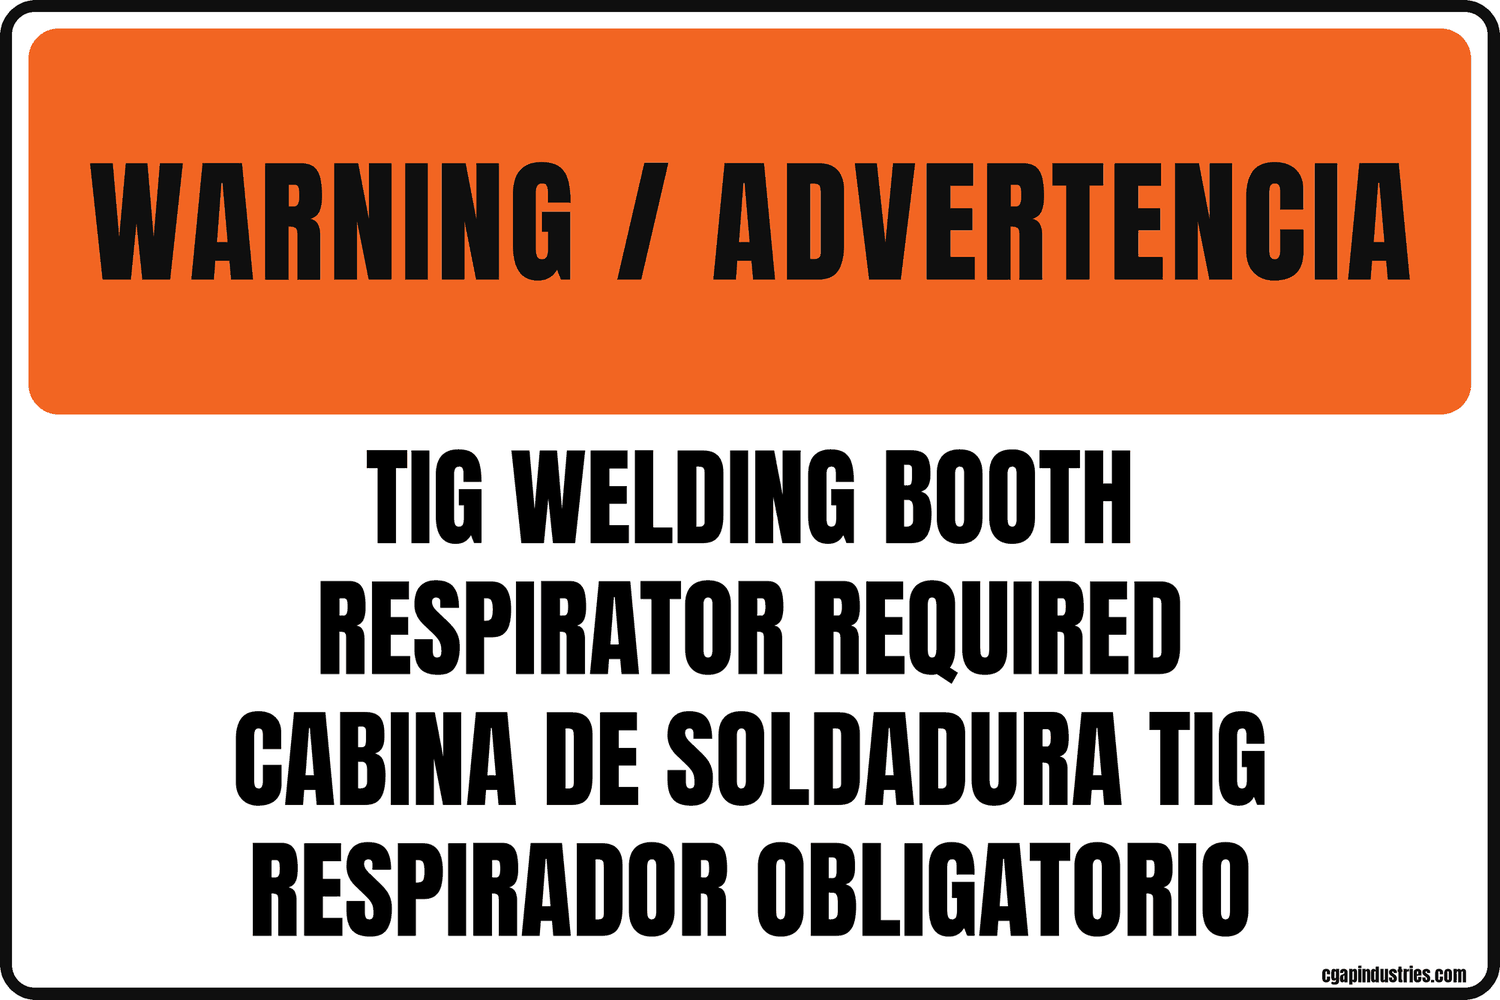 WARNING / ADVERTENCIA
TIG WELDING BOOTH
RESPIRATOR REQUIRED
CABINA DE SOLDADURA TIG
RESPIRADOR OBLIGATORIO
cgapindustries.com